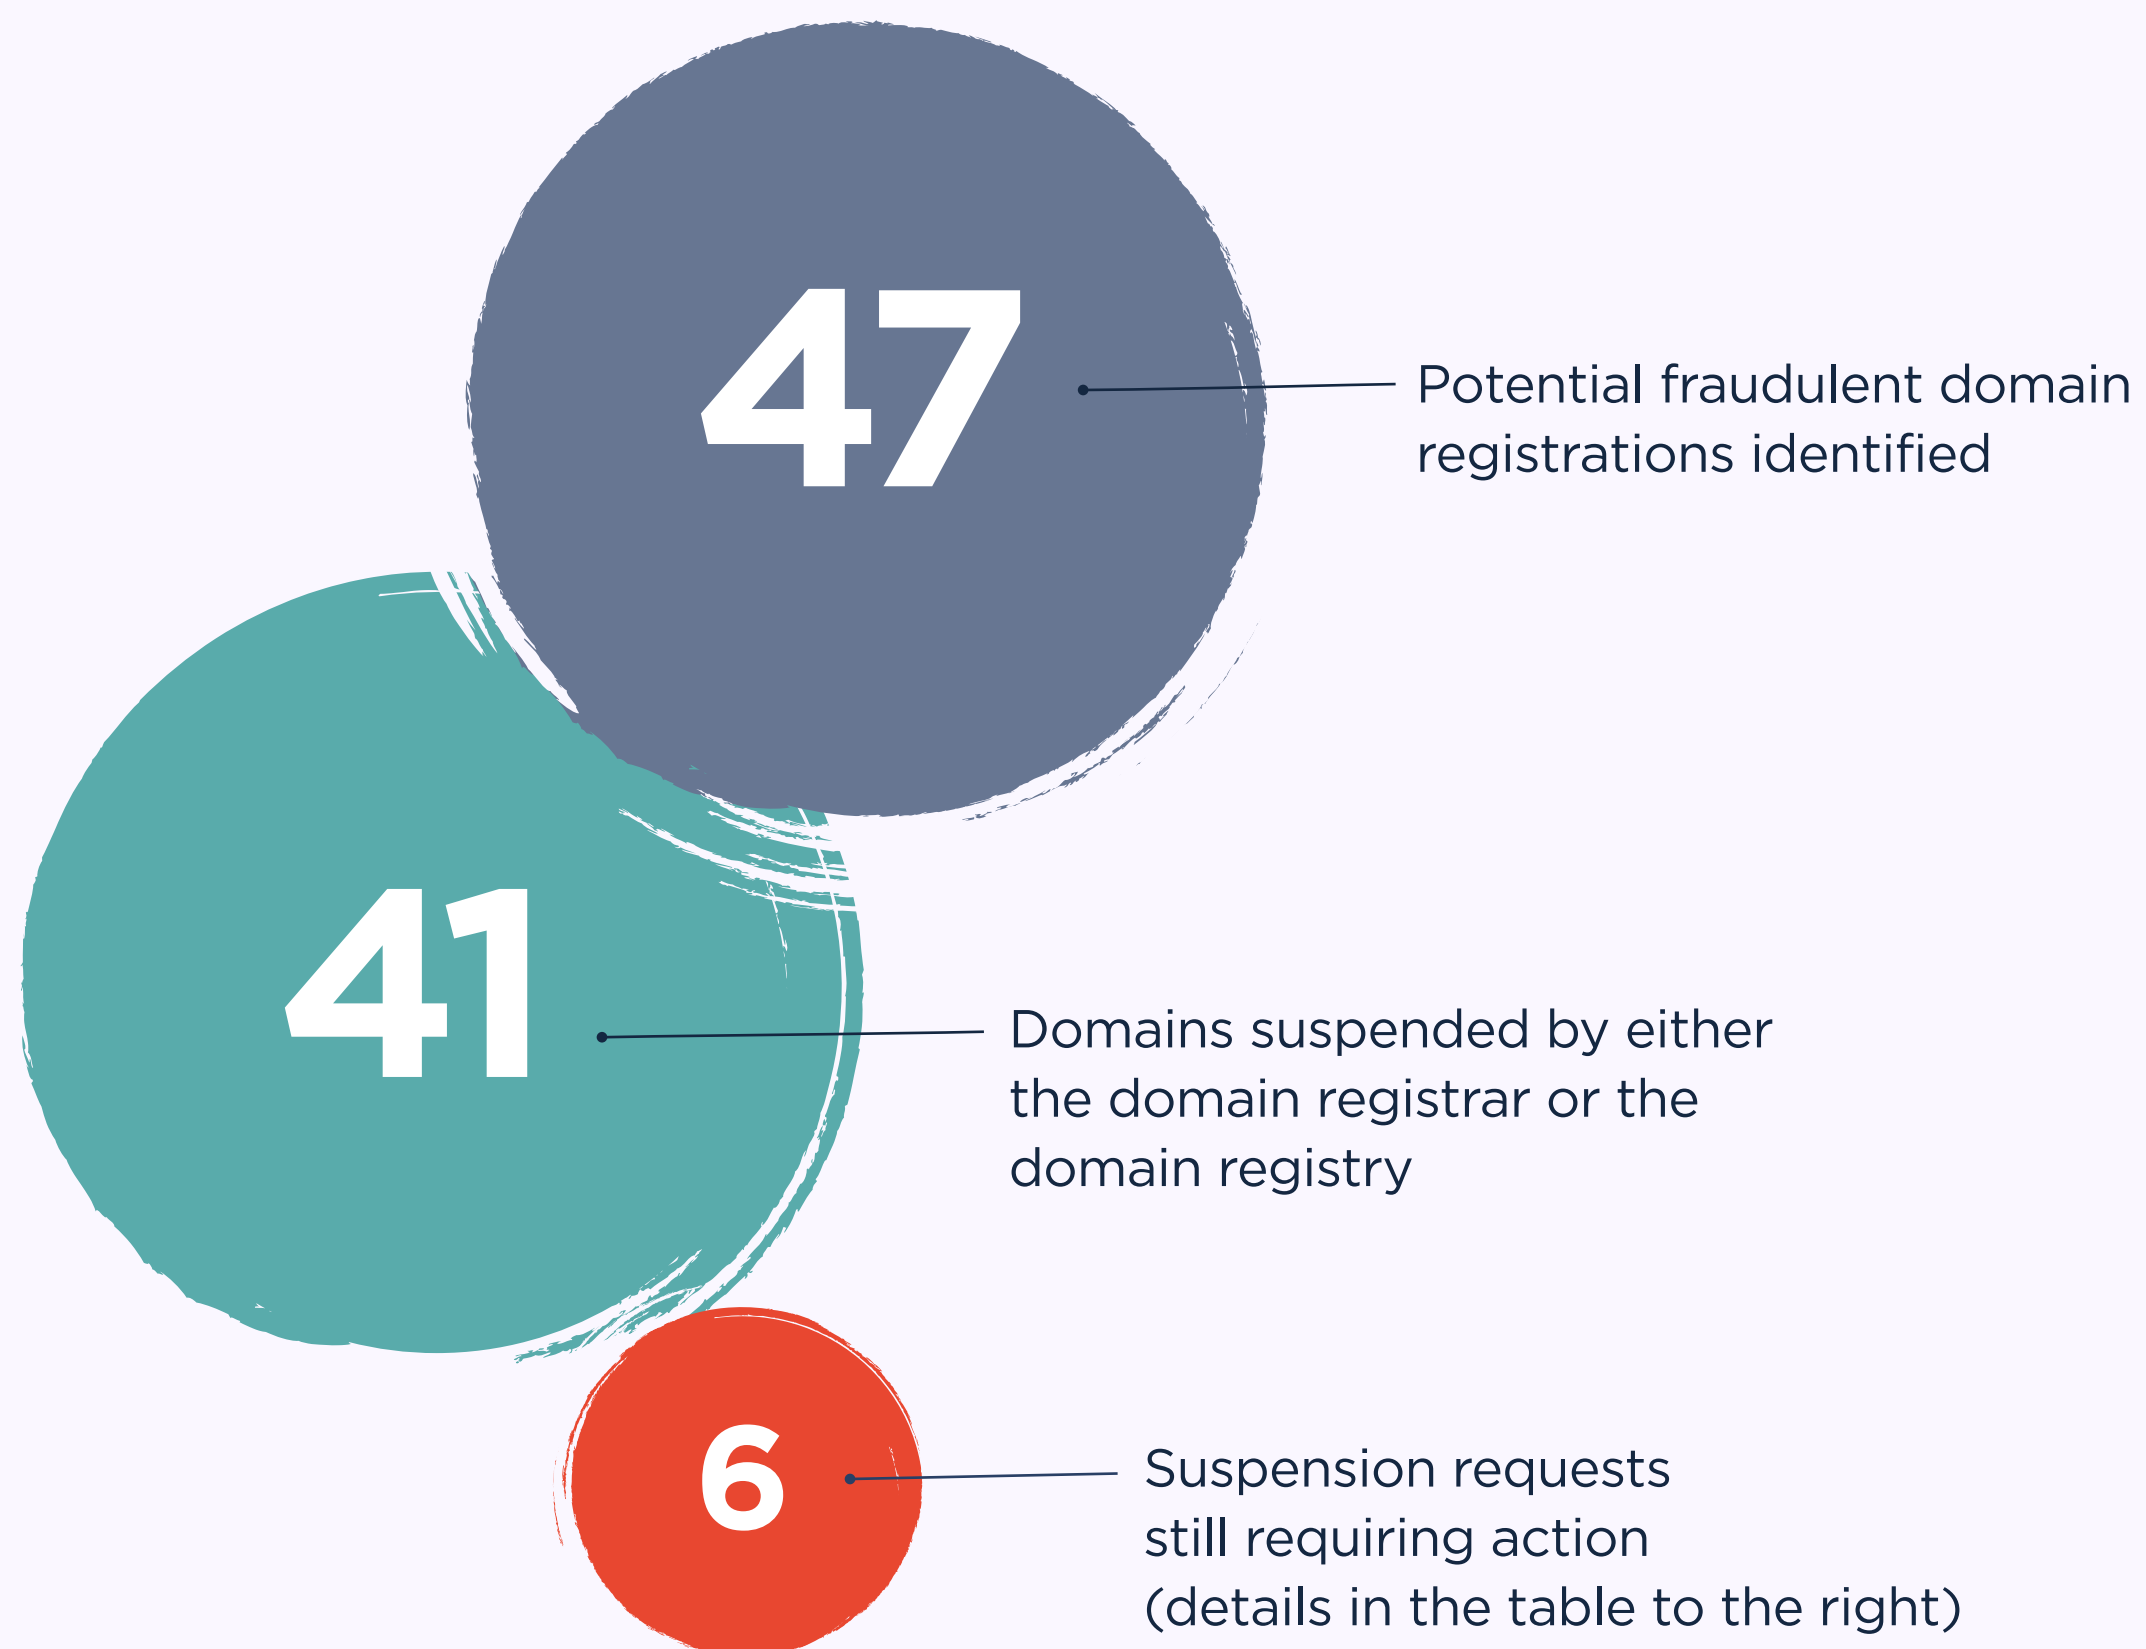 47
Potential fraudulent domain
registrations identified
41
Domains suspended by either
the domain registrar or the
domain registry
6
Suspension requests
still requiring action
(details in the table to the right)